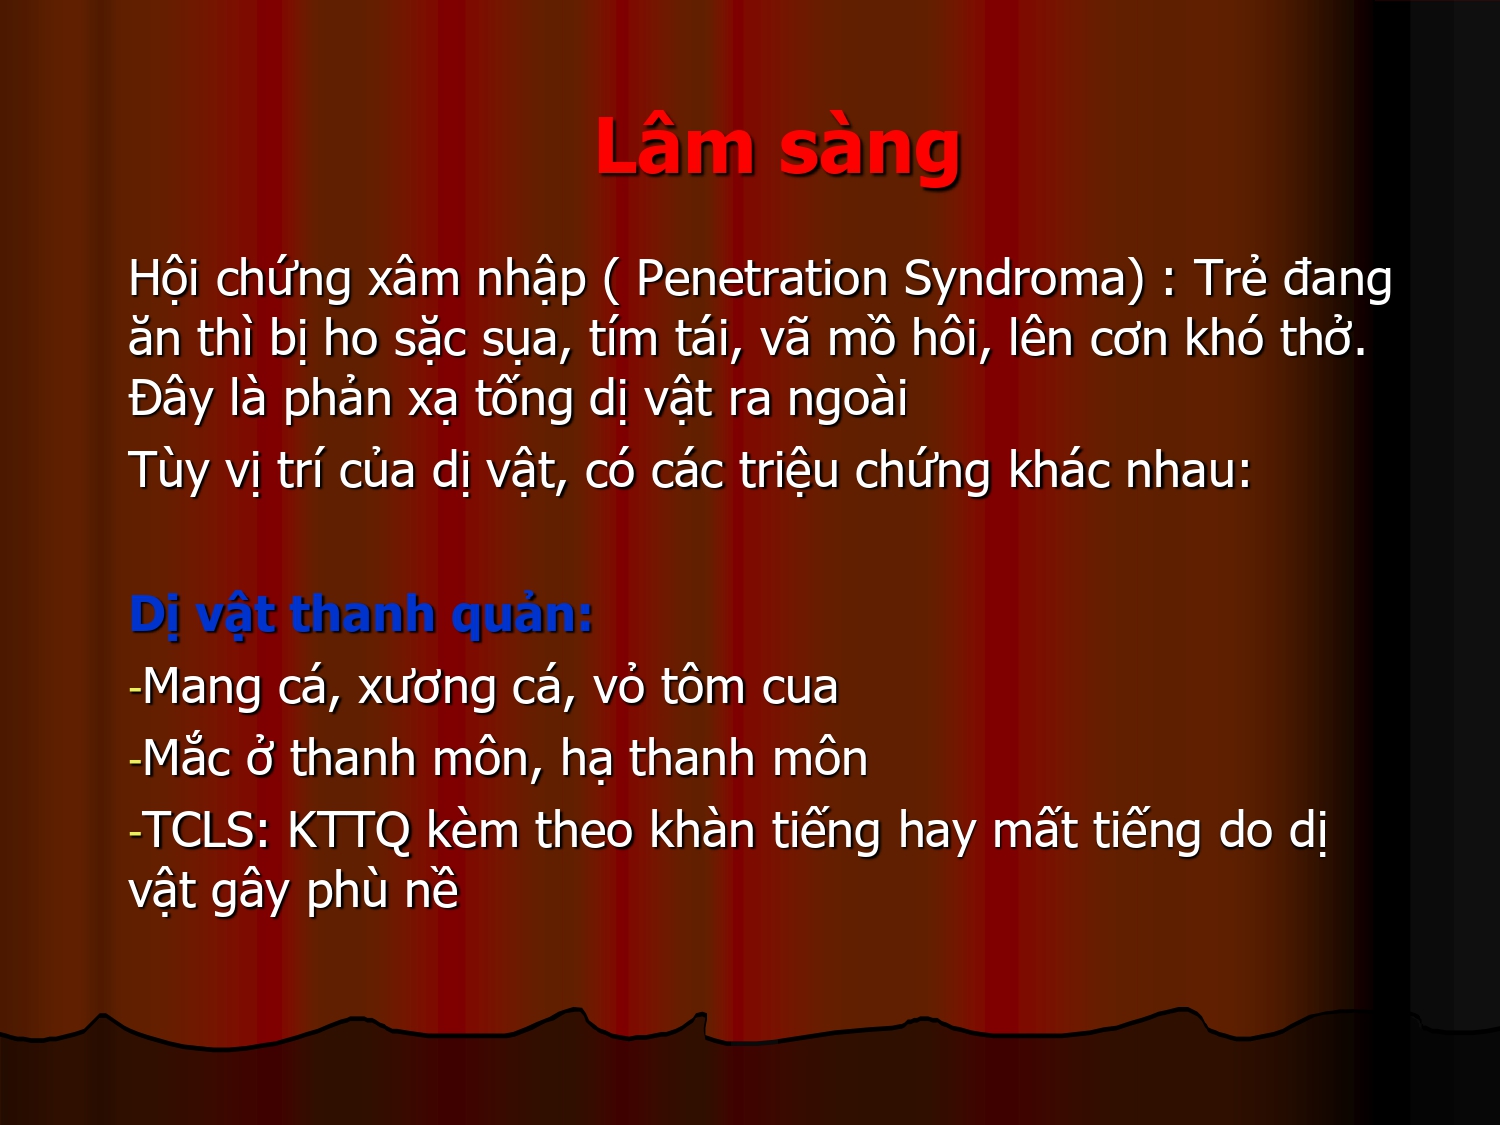 Lâm sàng
Hội chứng xâm nhập ( Penetration Syndroma) : Trẻ đang
ăn thì bị ho sặc sụa, tím tái, vã mồ hôi, lên cơn khó thở.
Đây là phản xạ tống dị vật ra ngoài
Tùy vị trí của dị vật, có các triệu chứng khác nhau:
Dị vật thanh quản:
-Mang cá, xương cá, vỏ tôm cua
-Mắc ở thanh môn, hạ thanh môn
-TCLS: KTTQ kèm theo khàn tiếng hay mất tiếng do dị
vật gây phù nề